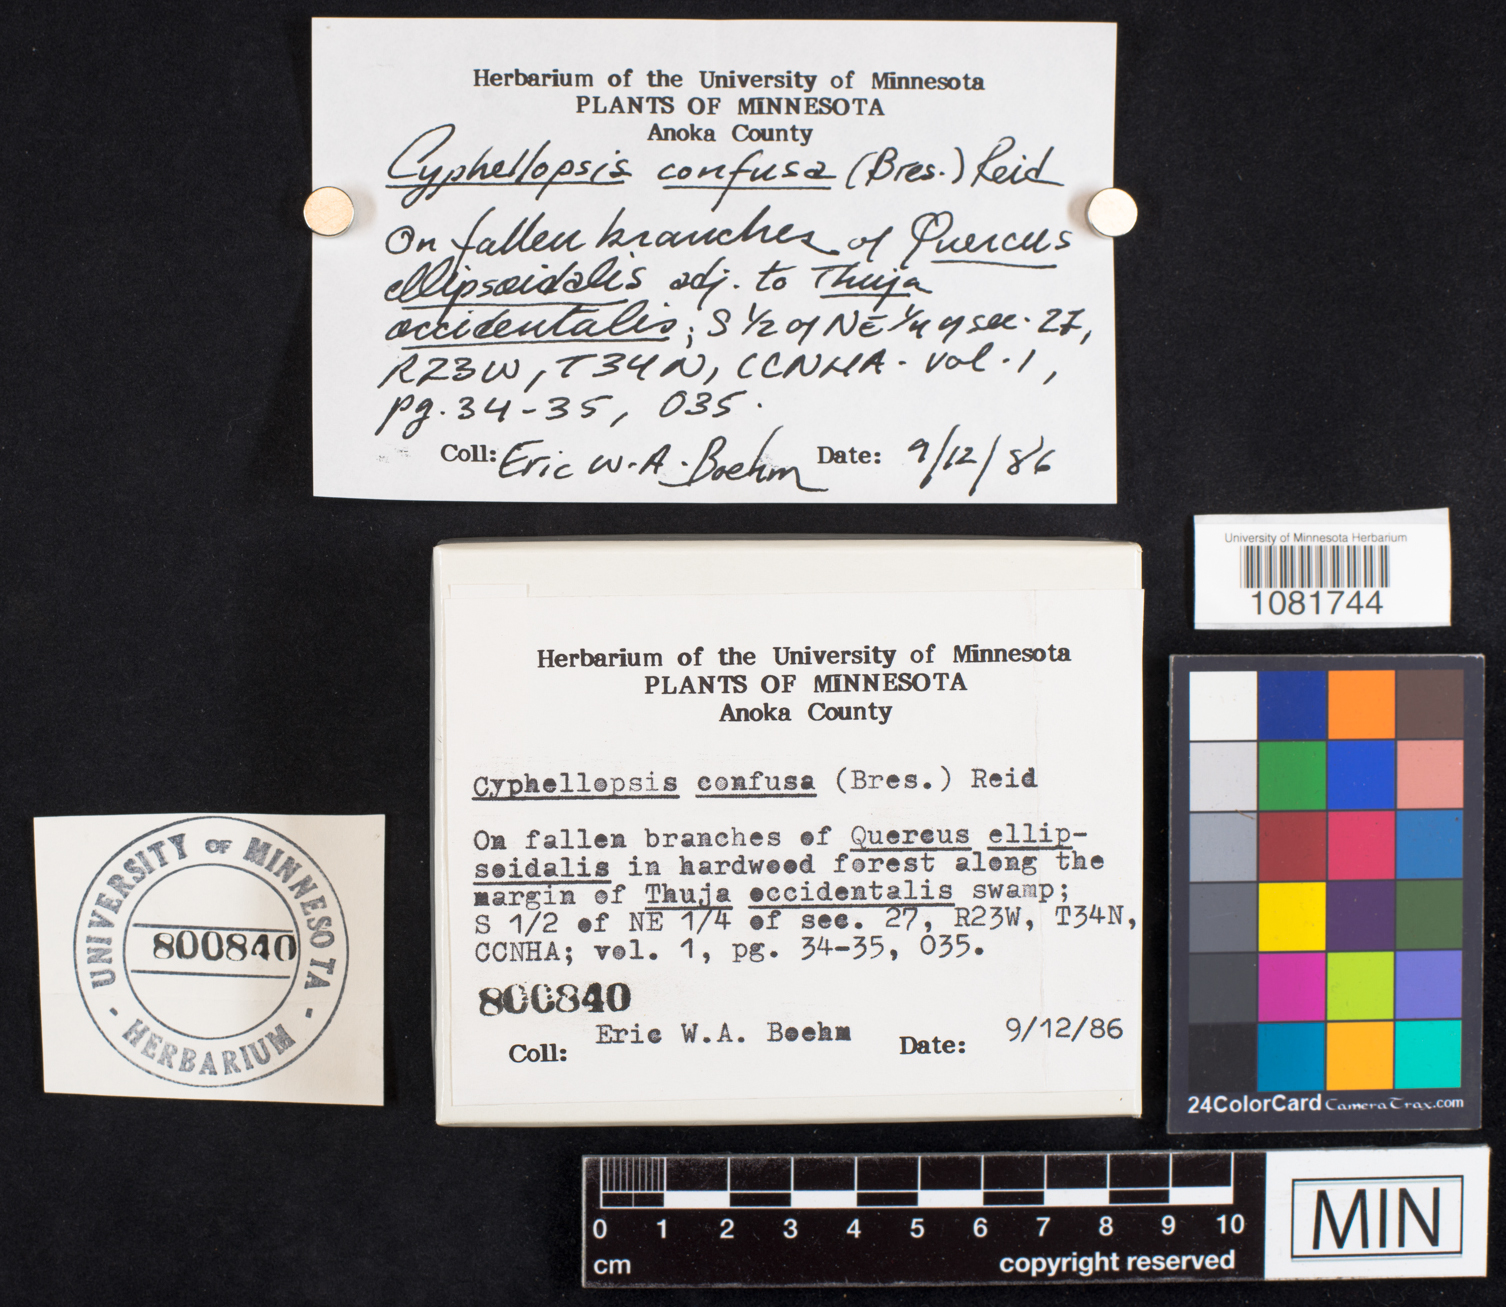 Herbarium of the University of Minnesota
PLANTS OF MINNESOTA
Anoka County
Cyphellopsis confusa (Bres.) Reid
On fallen branches of Quercus
ellipsoidalis adj. to Thuja
occidentalis; S 1/2 of NE 1/4 of sec. 27,
R23W, T34N, CCNHA. vol. 1,
pg. 34-35, 035.
Coll: Eric W.A. Boehm Date: 9/12/86
University of Minnesota Herbarium
1081744
Herbarium of the University of Minnesota
PLANTS OF MINNESOTA
Anoka County
Cyphellopsis confusa (Bres.) Reid
On fallen branches of Quercus ellip-
soidalis in hardwood forest along the
margin of Thuja occidentalis swamp;
S 1/2 of NE 1/4 of sec. 27, R23W, T34N,
CCNHA; vol. 1, pg. 34-35, 035.
800840
Coll: Eric W.A. Boehm Date: 9/12/86
UNIVERSITY OF MINNESOTA
800840
- HERBARIUM -
24ColorCard CameraTrax.com
0 1 2 3 4 5 6 7 8 9 10
cm copyright reserved
MIN